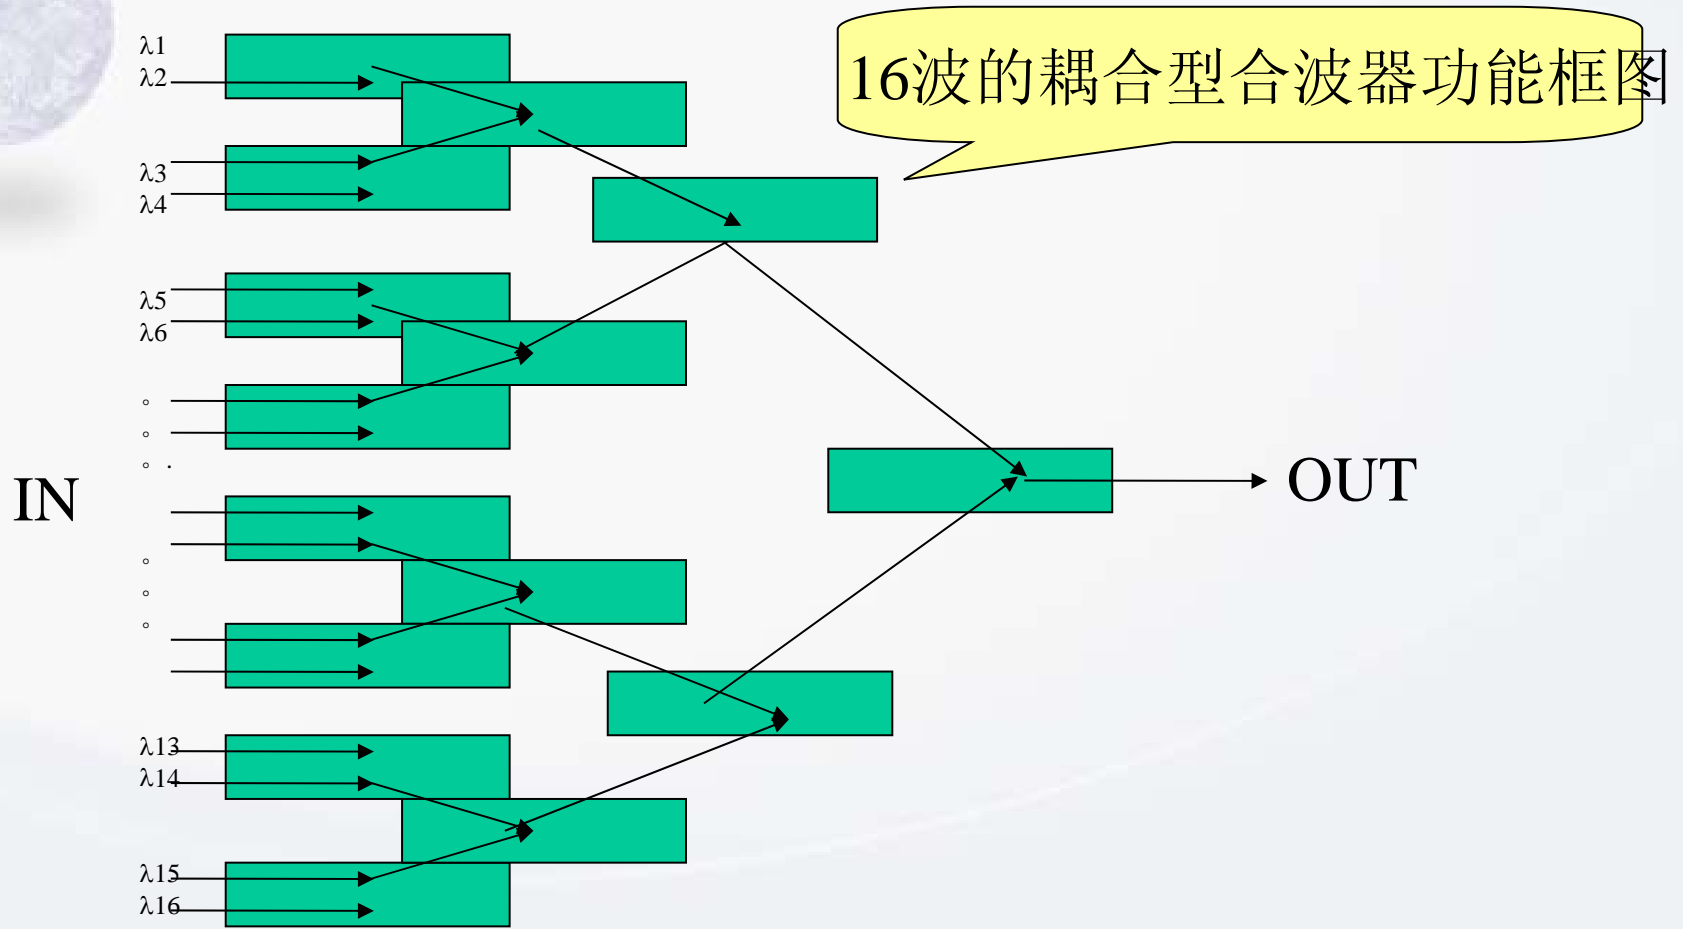 16波的耦合型合波器功能框图
λ1
λ2
λ3
λ4
λ5
λ6
。
。
。.
IN
OUT
。
。
。
λ13
λ14
λ15
λ16